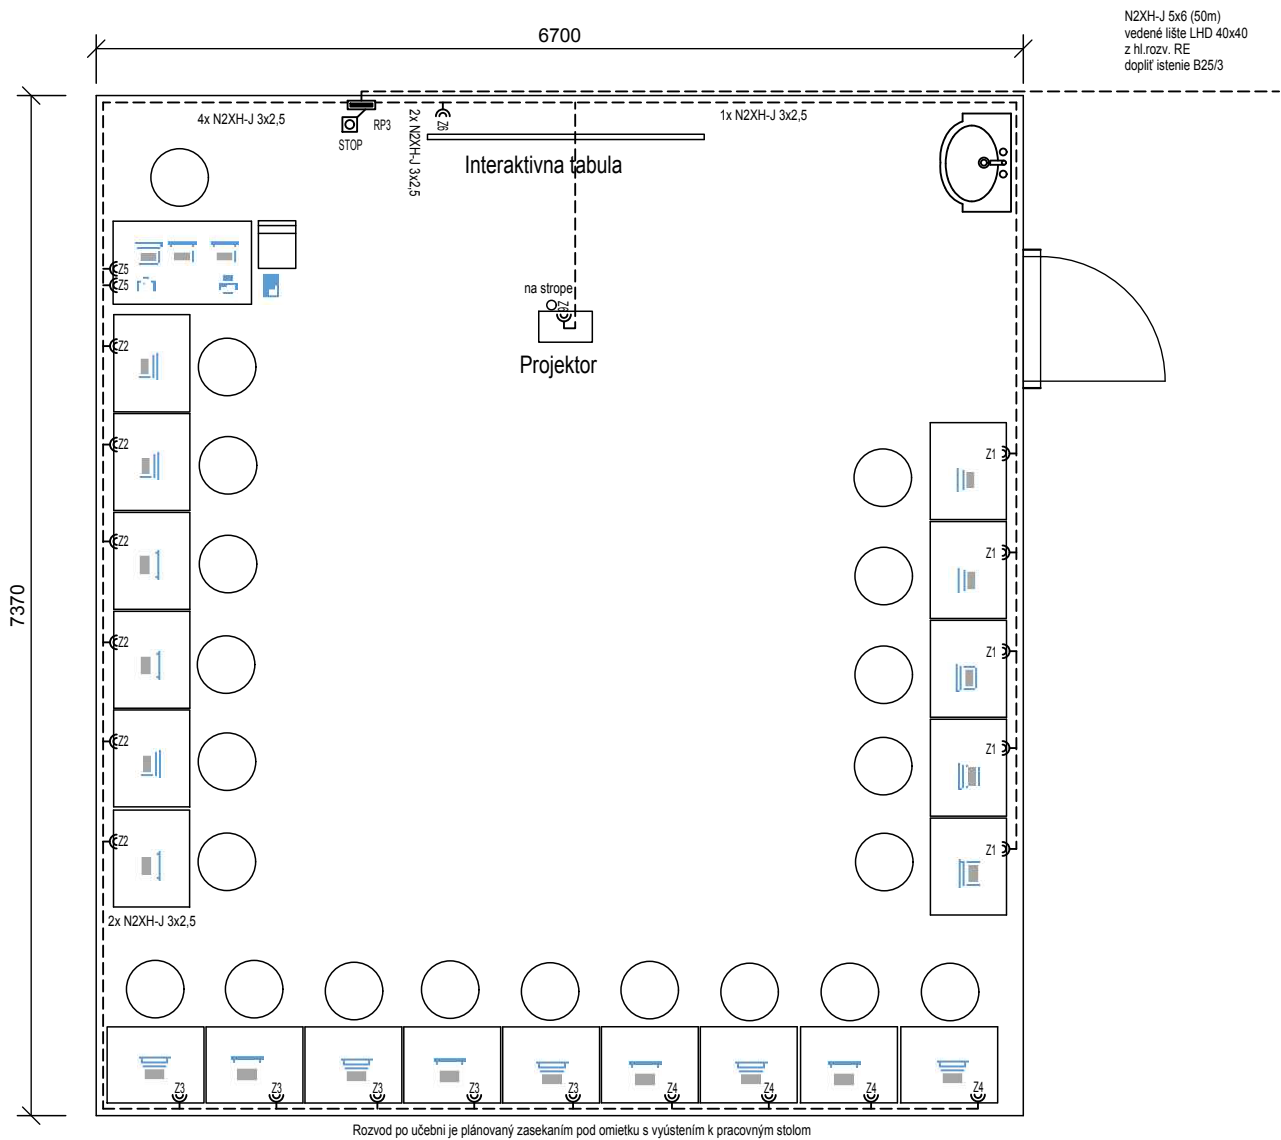 N2XH-J 5x6 (50m)
vedené lište LHD 40x40
z hl.rozv. RE
dopliť istenie B25/3
6700
4x N2XH-J 3x2,5
STOP
RP3
2x N2XH-J 3x2,5
Z6
1x N2XH-J 3x2,5
Interaktivna tabula
Z5
Z5
na strope
Z6
Projektor
Z2
Z2
Z2
Z2
Z2
Z2
Z1
Z1
Z1
Z1
Z1
7370
2x N2XH-J 3x2,5
Z3
Z3
Z3
Z3
Z3
Z4
Z4
Z4
Z4
Rozvod po učebni je plánovaný zasekaním pod omietku s vyústením k pracovným stolom